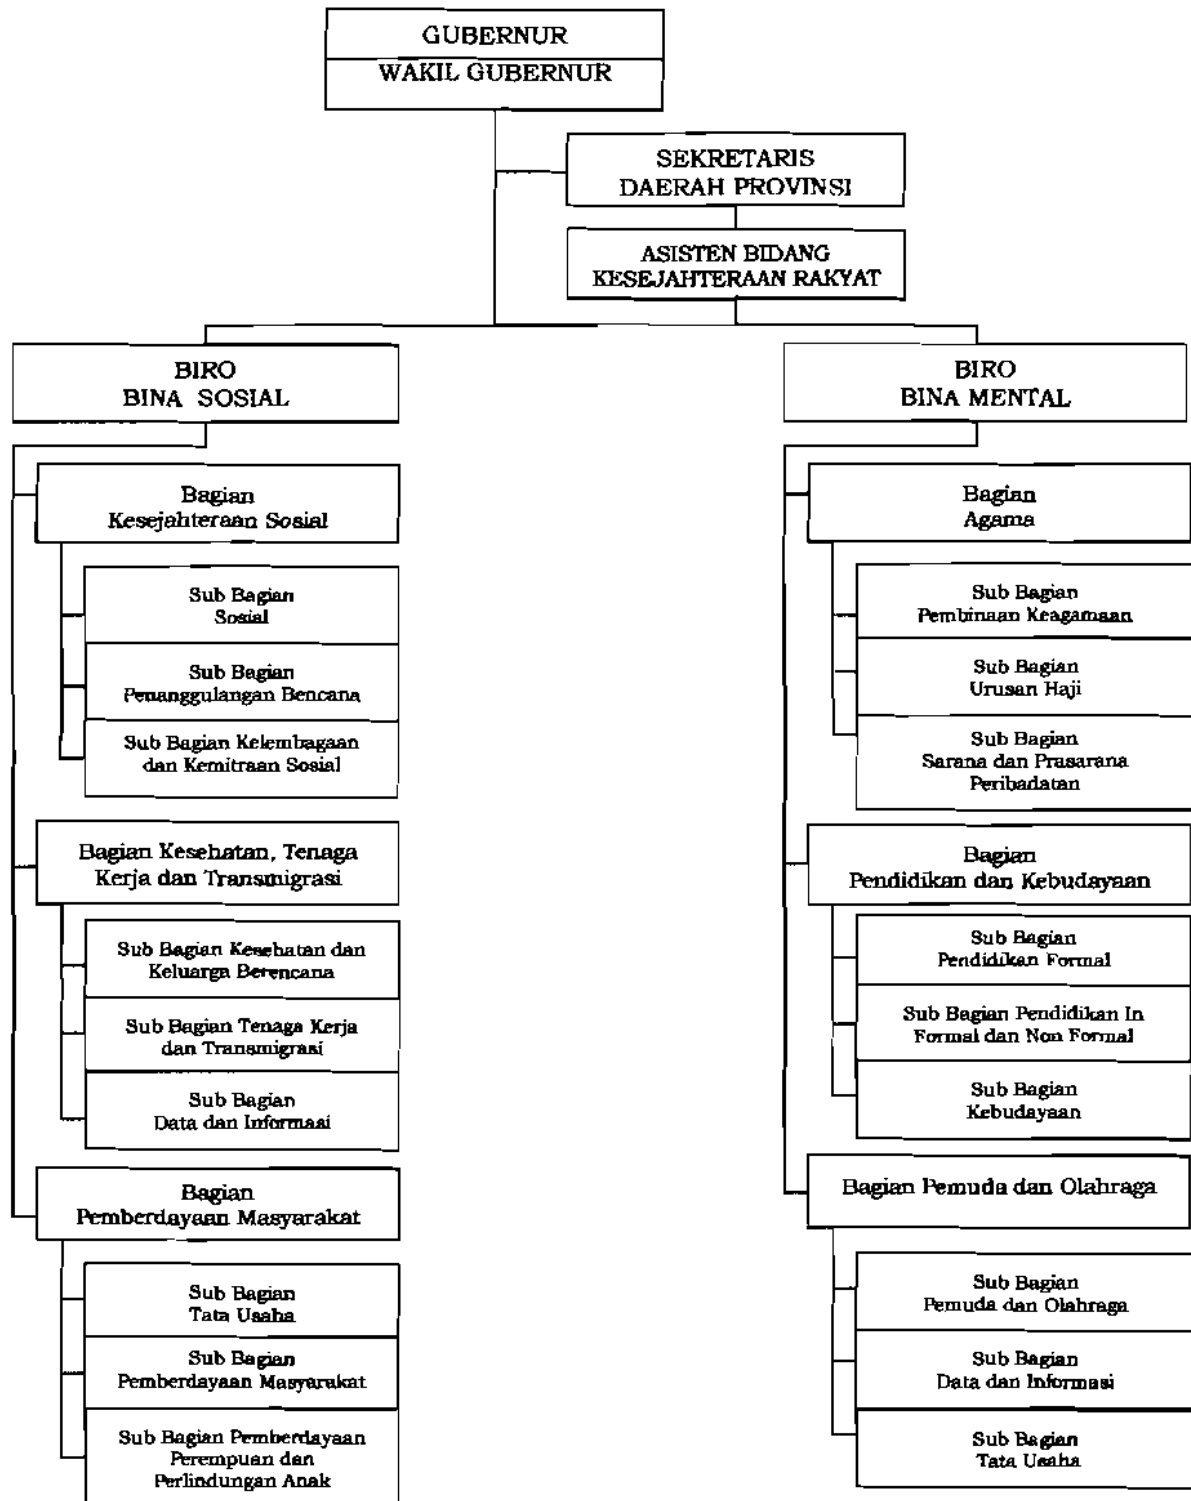 GUBERNUR
WAKIL GUBERNUR
SEKRETARIS
DAERAH PROVINSI
ASISTEN BIDANG
KESEJAHTERAAN RAKYAT
BIRO
BINA SOSIAL
Bagian
Kesejahteraan Sosial
Sub Bagian
Sosial
Sub Bagian
Penanggulangan Bencana
Sub Bagian Kelembagaan
dan Kemitraan Sosial
Bagian Kesehatan, Tenaga
Kerja dan Transmigrasi
Sub Bagian Kesehatan dan
Keluarga Berencana
Sub Bagian Tenaga Kerja
dan Transmigrasi
Sub Bagian
Data dan Informasi
Bagian
Pemberdayaan Masyarakat
Sub Bagian
Tata Usaha
Sub Bagian
Pemberdayaan Masyarakat
Sub Bagian Pemberdayaan
Perempuan dan
Perlindungan Anak
BIRO
BINA MENTAL
Bagian
Agama
Sub Bagian
Pembinaan Keagamaan
Sub Bagian
Urusan Haji
Sub Bagian
Sarana dan Prasarana
Peribadatan
Bagian
Pendidikan dan Kebudayaan
Sub Bagian
Pendidikan Formal
Sub Bagian Pendidikan In
Formal dan Non Formal
Sub Bagian
Kebudayaan
Bagian Pemuda dan Olahraga
Sub Bagian
Pemuda dan Olahraga
Sub Bagian
Data dan Informasi
Sub Bagian
Tata Usaha